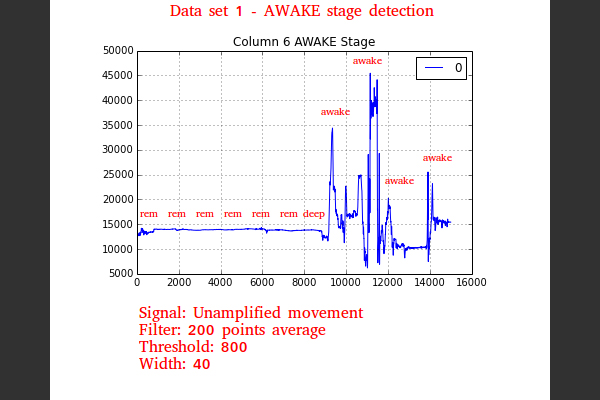 Data set 1 - AWAKE stage detection
Column 6 AWAKE Stage
50000
45000
40000
35000
30000
25000
20000
15000
10000
5000
0
awake
awake
awake
awake
rem rem rem rem rem rem deep
0 2000 4000 6000 8000 10000 12000 14000 16000
Signal: Unamplified movement
Filter: 200 points average
Threshold: 800
Width: 40